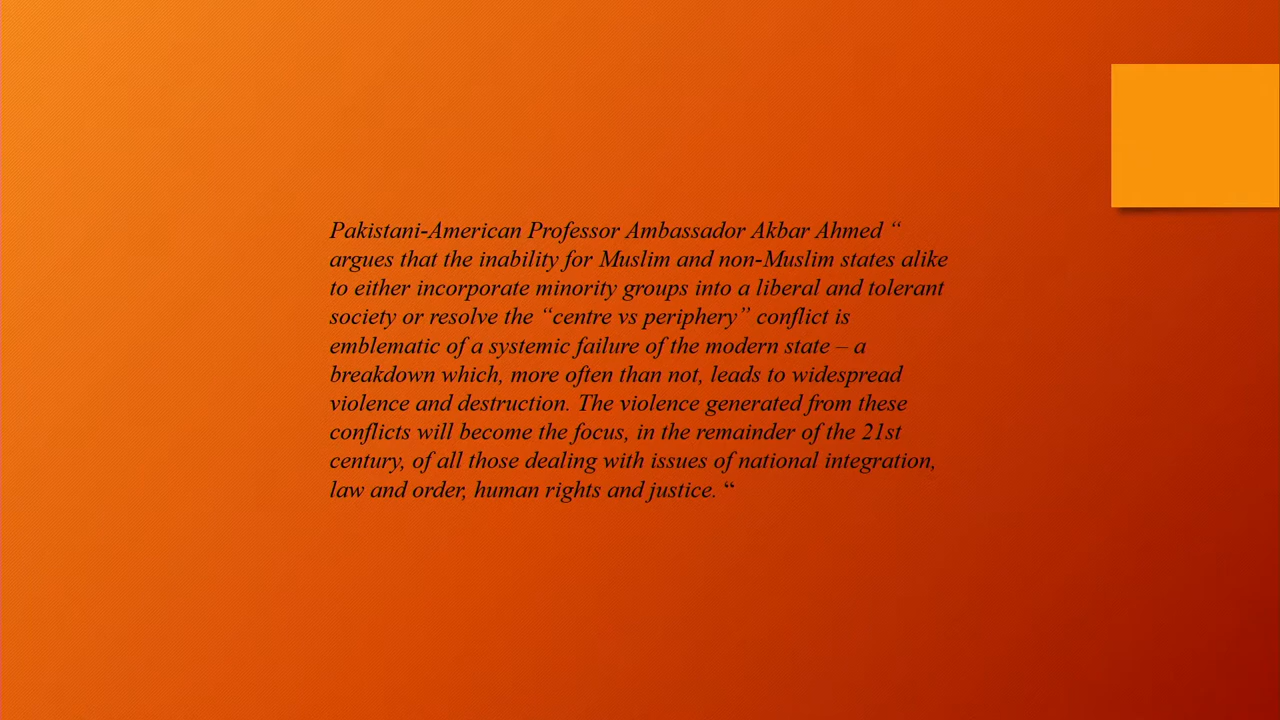 Pakistani-American Professor Ambassador Akbar Ahmed “
argues that the inability for Muslim and non-Muslim states alike
to either incorporate minority groups into a liberal and tolerant
society or resolve the “centre vs periphery” conflict is
emblematic of a systemic failure of the modern state – a
breakdown which, more often than not, leads to widespread
violence and destruction. The violence generated from these
conflicts will become the focus, in the remainder of the 21st
century, of all those dealing with issues of national integration,
law and order, human rights and justice. “